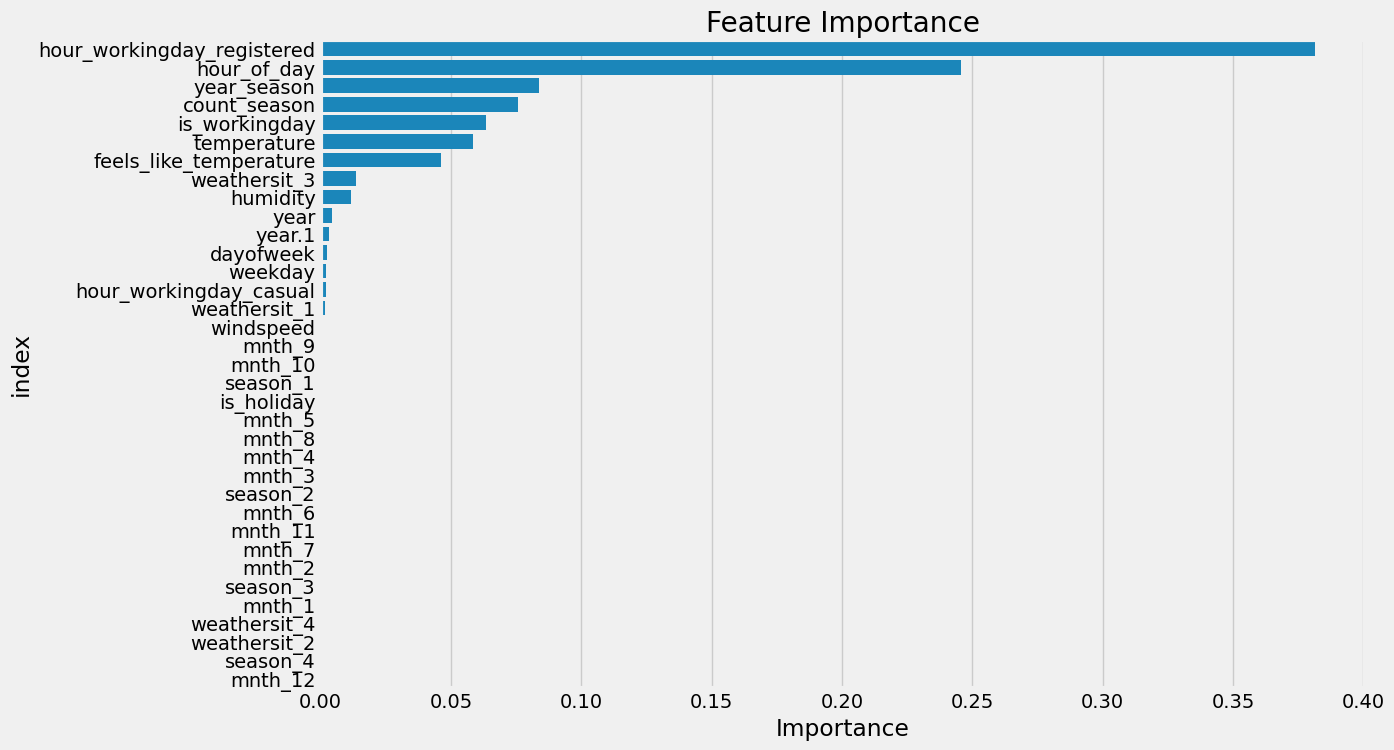 Feature Importance
hour_workingday_registered
hour_of_day
year_season
count_season
is_workingday
temperature
feels_like_temperature
weathersit_3
humidity
year
year.1
dayofweek
weekday
hour_workingday_casual
weathersit_1
windspeed
mnth_9
mnth_10
season_1
is_holiday
mnth_5
mnth_8
mnth_4
mnth_3
season_2
mnth_6
mnth_11
mnth_7
mnth_2
season_3
mnth_1
weathersit_4
weathersit_2
season_4
mnth_12
index
0.00 0.05 0.10 0.15 0.20 0.25 0.30 0.35 0.40
Importance